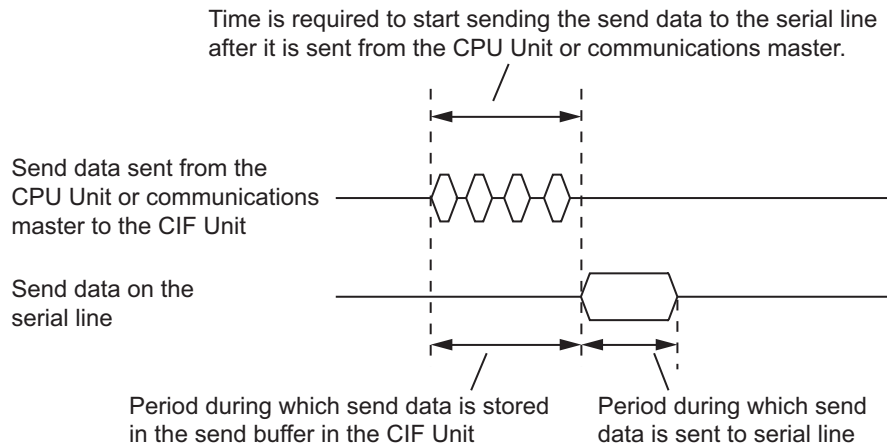 Time is required to start sending the send data to the serial line
after it is sent from the CPU Unit or communications master.
Send data sent from the
CPU Unit or communications
master to the CIF Unit
Send data on the
serial line
Period during which send data is stored
in the send buffer in the CIF Unit
Period during which send
data is sent to serial line